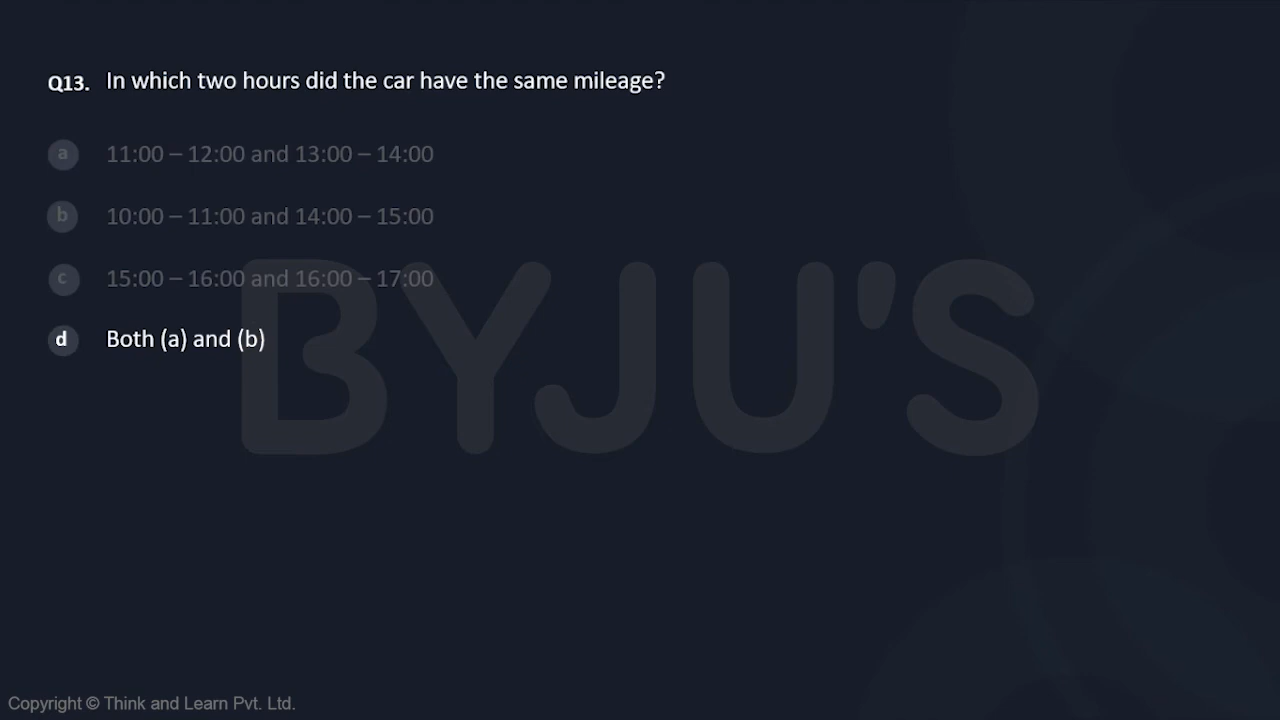 Q13. In which two hours did the car have the same mileage?
a 11:00 – 12:00 and 13:00 – 14:00
b 10:00 – 11:00 and 14:00 – 15:00
c 15:00 – 16:00 and 16:00 – 17:00
d Both (a) and (b)
BYJU'S
Copyright © Think and Learn Pvt. Ltd.